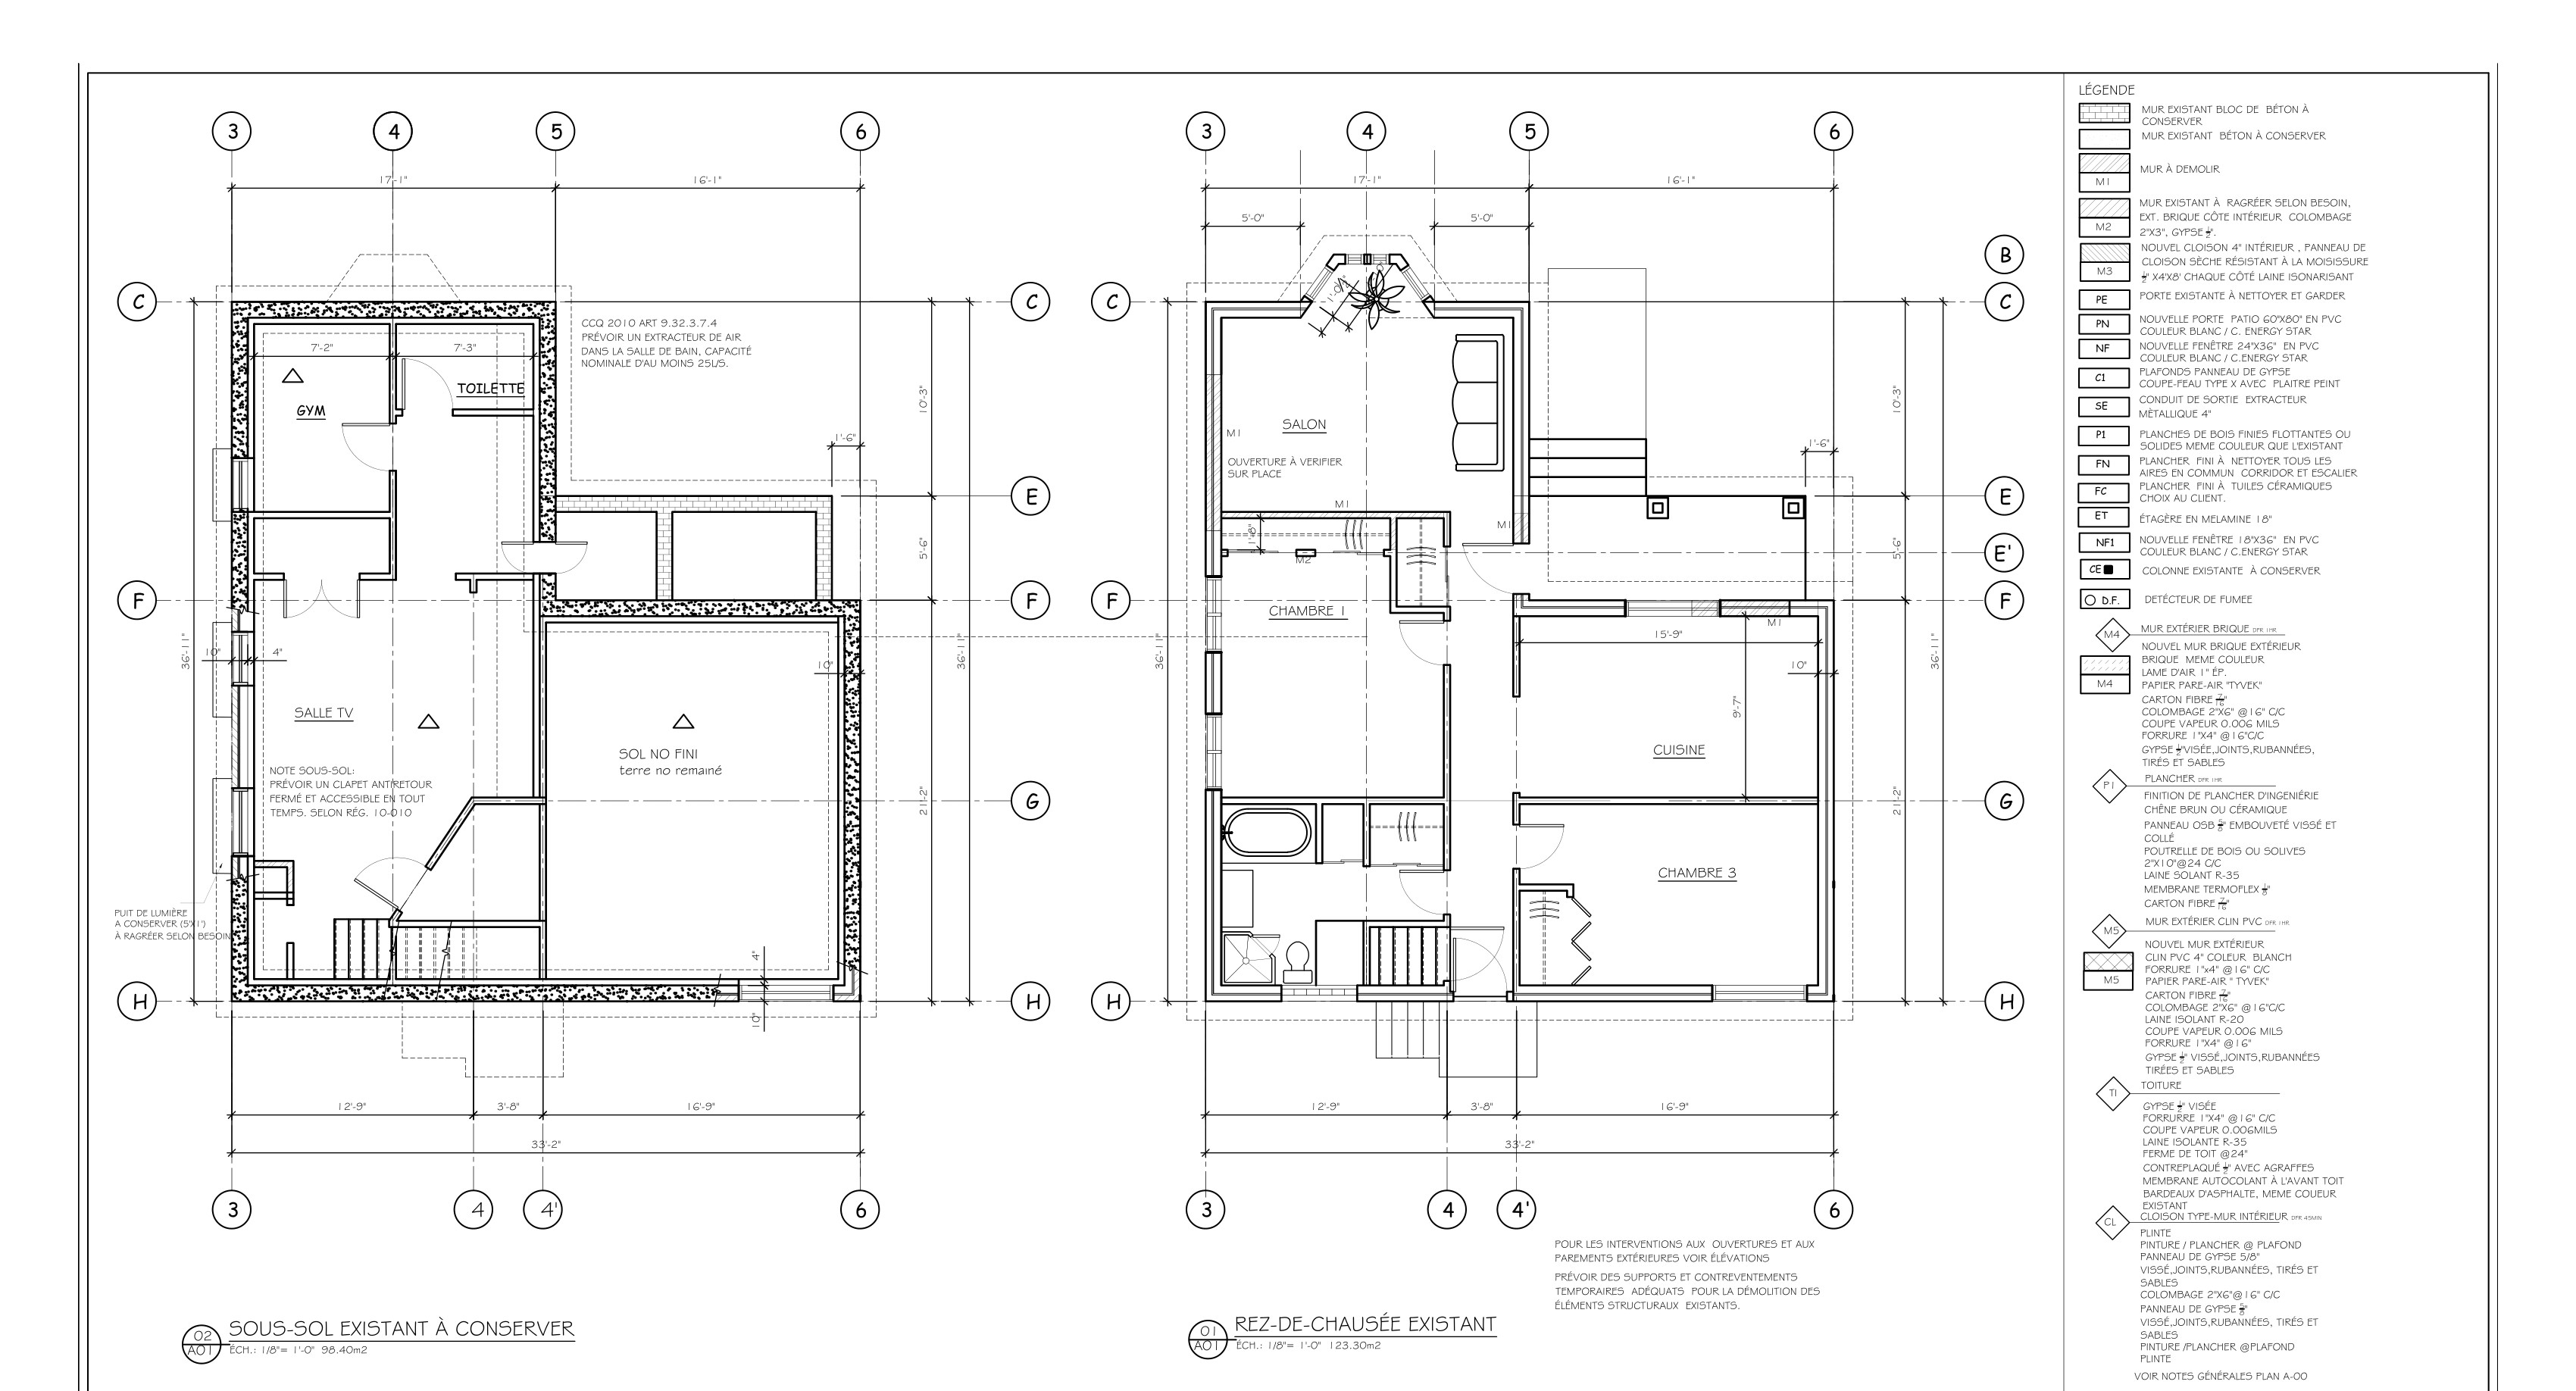 3
4
5
6
17'-1"
16'-1"
C
C
E
F
F
G
H
H
7'-2"
7'-3"
GYM
TOILETTE
CCQ 2010 ART 9.32.3.7.4
PRÉVOIR UN EXTRACTEUR DE AIR
DANS LA SALLE DE BAIN, CAPACITÉ
NOMINALE D'AU MOINS 25L/S.
10'-3"
1'-6"
5'-6"
36'-11"
36'-11"
21'-2"
10"
4"
10"
SALLE TV
SOL NO FINI
terre no remainé
NOTE SOUS-SOL:
PRÉVOIR UN CLAPET ANTIRETOUR
FERMÉ ET ACCESSIBLE EN TOUT
TEMPS. SELON RÉG. 10-010
PUIT DE LUMIÈRE
A CONSERVER (5'X1')
À RAGRÉER SELON BESOIN
4"
10"
12'-9"
3'-8"
16'-9"
33'-2"
3
4
4'
6
02
A01
SOUS-SOL EXISTANT À CONSERVER
ÉCH.: 1/8"= 1'-0" 98.40m2
3
4
5
6
17'-1"
16'-1"
5'-0"
5'-0"
B
C
C
E
E'
F
F
G
H
H
SALON
M1
OUVERTURE À VERIFIER
SUR PLACE
M1
M1
1'-8"
M2
10'-3"
1'-6"
5'-6"
CHAMBRE 1
M1
15'-9"
10"
36'-11"
36'-11"
9'-7"
CUISINE
21'-2"
CHAMBRE 3
12'-9"
3'-8"
16'-9"
33'-2"
3
4
4'
6
POUR LES INTERVENTIONS AUX OUVERTURES ET AUX
PAREMENTS EXTÉRIEURES VOIR ÉLÉVATIONS
PRÉVOIR DES SUPPORTS ET CONTREVENTEMENTS
TEMPORAIRES ADÉQUATS POUR LA DÉMOLITION DES
ÉLÉMENTS STRUCTURAUX EXISTANTS.
01
A01
REZ-DE-CHAUSÉE EXISTANT
ÉCH.: 1/8"= 1'-0" 123.30m2
LÉGENDE
MUR EXISTANT BLOC DE BÉTON À
CONSERVER
MUR EXISTANT BÉTON À CONSERVER
MUR À DEMOLIR
M1
MUR EXISTANT À RAGRÉER SELON BESOIN,
EXT. BRIQUE CÔTE INTÉRIEUR COLOMBAGE
M2 2"X3", GYPSE ½".
NOUVEL CLOISON 4" INTÉRIEUR , PANNEAU DE
CLOISON SÈCHE RÉSISTANT À LA MOISISSURE
M3 ½" X4'X8' CHAQUE CÔTÉ LAINE ISONARISANT
PE PORTE EXISTANTE À NETTOYER ET GARDER
PN NOUVELLE PORTE PATIO 60"X80" EN PVC
COULEUR BLANC / C. ENERGY STAR
NF NOUVELLE FENÊTRE 24"X36" EN PVC
COULEUR BLANC / C.ENERGY STAR
C1 PLAFONDS PANNEAU DE GYPSE
COUPE-FEAU TYPE X AVEC PLAITRE PEINT
SE CONDUIT DE SORTIE EXTRACTEUR
MÈTALLIQUE 4"
P1 PLANCHES DE BOIS FINIES FLOTTANTES OU
SOLIDES MEME COULEUR QUE L'EXISTANT
FN PLANCHER FINI À NETTOYER TOUS LES
AIRES EN COMMUN CORRIDOR ET ESCALIER
FC PLANCHER FINI À TUILES CÉRAMIQUES
CHOIX AU CLIENT.
ET ÉTAGÈRE EN MELAMINE 18"
NF1 NOUVELLE FENÊTRE 18"X36" EN PVC
COULEUR BLANC / C.ENERGY STAR
CE COLONNE EXISTANTE À CONSERVER
D.F. DETÉCTEUR DE FUMEE
M4 MUR EXTÉRIER BRIQUE DFR 1HR
NOUVEL MUR BRIQUE EXTÉRIEUR
BRIQUE MEME COULEUR
LAME D'AIR 1" ÉP.
M4 PAPIER PARE-AIR "TYVEK"
CARTON FIBRE 7/16"
COLOMBAGE 2"X6" @16" C/C
COUPE VAPEUR 0.006 MILS
FORRURE 1"X4" @16"C/C
GYPSE ½"VISÉE,JOINTS,RUBANNÉES,
TIRÉS ET SABLES
P1 PLANCHER DFR 1HR
FINITION DE PLANCHER D'INGENIÉRIE
CHÊNE BRUN OU CÉRAMIQUE
PANNEAU OSB 5/8" EMBOUVETÉ VISSÉ ET
COLLÉ
POUTRELLE DE BOIS OU SOLIVES
2"X10"@24 C/C
LAINE SOLANT R-35
MEMBRANE TERMOFLEX ⅛"
CARTON FIBRE 7/16"
M5 MUR EXTÉRIER CLIN PVC DFR 1HR
NOUVEL MUR EXTÉRIEUR
CLIN PVC 4" COLEUR BLANCH
FORRURE 1"x4" @16" C/C
M5 PAPIER PARE-AIR " TYVEK"
CARTON FIBRE 7/16"
COLOMBAGE 2"X6" @16"C/C
LAINE ISOLANT R-20
COUPE VAPEUR 0.006 MILS
FORRURE 1"X4" @16"
GYPSE ½" VISSÉ,JOINTS,RUBANNÉES
TIRÉES ET SABLES
T1 TOITURE
GYPSE ½" VISÉE
FORRURRE 1"X4" @16" C/C
COUPE VAPEUR 0.006MILS
LAINE ISOLANTE R-35
FERME DE TOIT @24"
CONTREPLAQUÉ ½" AVEC AGRAFFES
MEMBRANE AUTOCOLANT À L'AVANT TOIT
BARDEAUX D'ASPHALTE, MEME COUEUR
EXISTANT
CL CLOISON TYPE-MUR INTÉRIEUR DFR 45MIN
PLINTE
PINTURE / PLANCHER @ PLAFOND
PANNEAU DE GYPSE 5/8"
VISSÉ,JOINTS,RUBANNÉES, TIRÉS ET
SABLES
COLOMBAGE 2"X6"@16" C/C
PANNEAU DE GYPSE 5/8"
VISSÉ,JOINTS,RUBANNÉES, TIRÉS ET
SABLES
PINTURE /PLANCHER @PLAFOND
PLINTE
VOIR NOTES GÉNÉRALES PLAN A-00